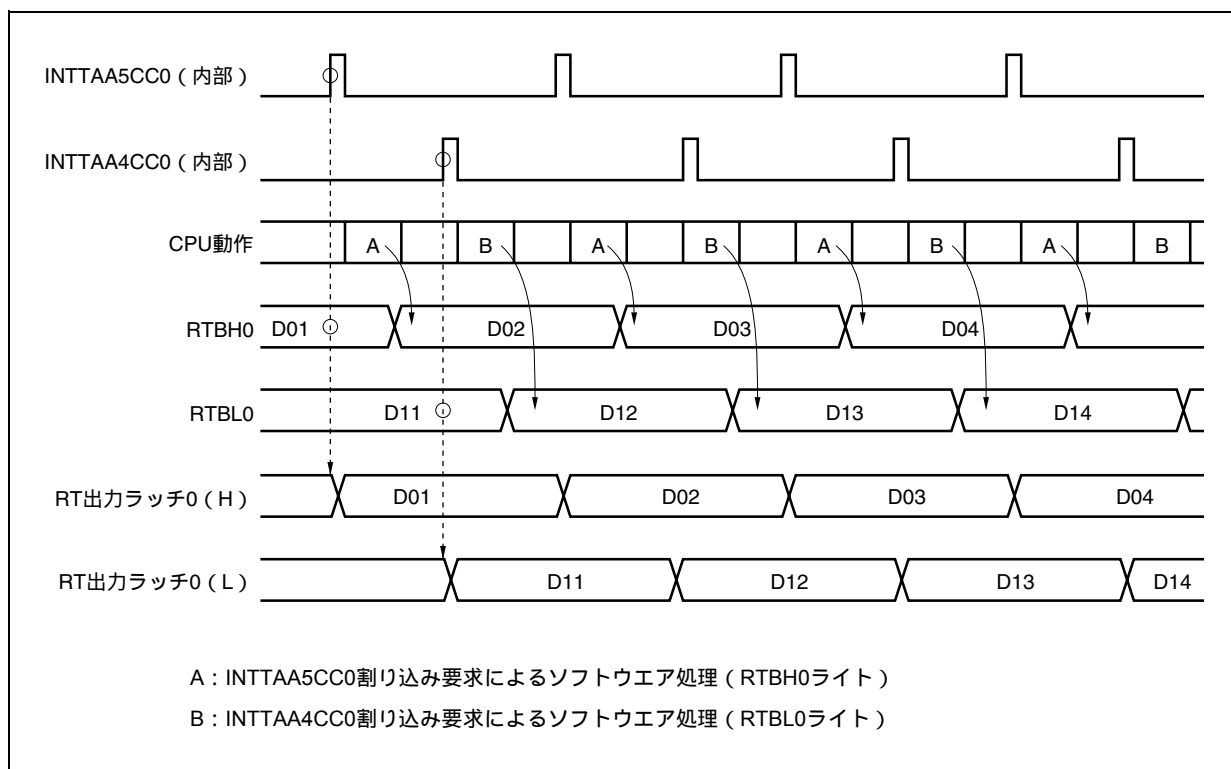 INTTAA5CC0（内部）
INTTAA4CC0（内部）
CPU動作 A B A B A B A B
RTBH0 D01 D02 D03 D04
RTBL0 D11 D12 D13 D14
RT出力ラッチ0（H） D01 D02 D03 D04
RT出力ラッチ0（L） D11 D12 D13 D14
A：INTTAA5CC0割り込み要求によるソフトウエア処理（RTBH0ライト）
B：INTTAA4CC0割り込み要求によるソフトウエア処理（RTBL0ライト）